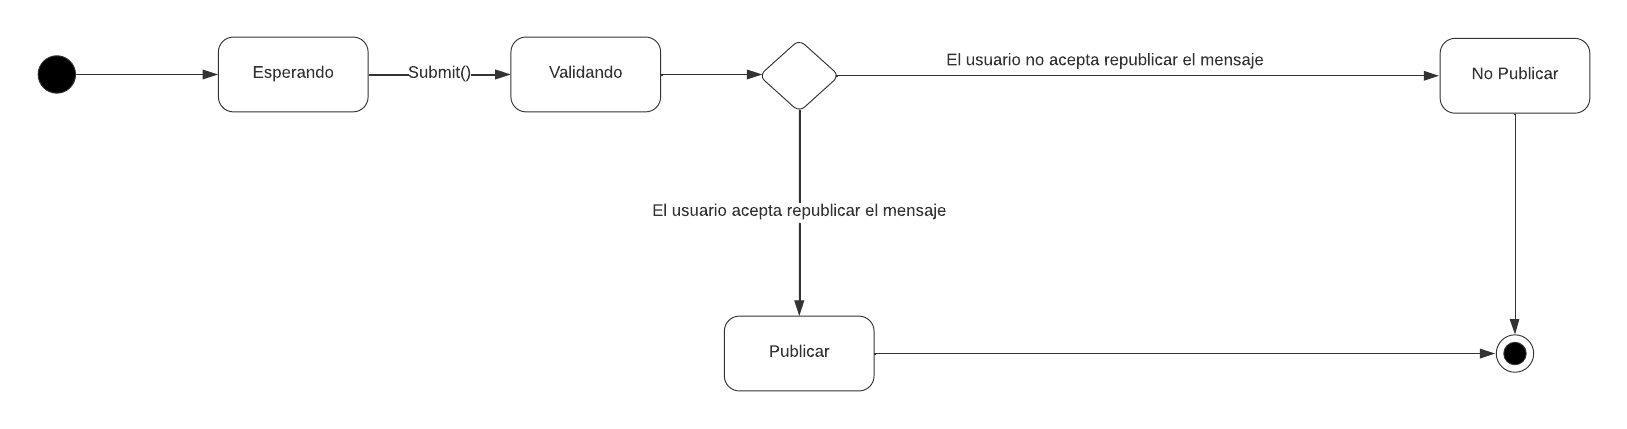 Esperando
Submit()
Validando
El usuario no acepta republicar el mensaje
No Publicar
El usuario acepta republicar el mensaje
Publicar